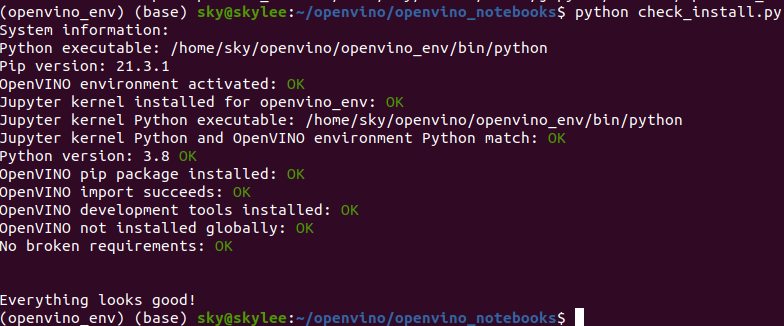 (openvino_env) (base) sky@skylee:~/openvino/openvino_notebooks$ python check_install.py
System information:
Python executable: /home/sky/openvino/openvino_env/bin/python
Pip version: 21.3.1
OpenVINO environment activated: OK
Jupyter kernel installed for openvino_env: OK
Jupyter kernel Python executable: /home/sky/openvino/openvino_env/bin/python
Jupyter kernel Python and OpenVINO environment Python match: OK
Python version: 3.8 OK
OpenVINO pip package installed: OK
OpenVINO import succeeds: OK
OpenVINO development tools installed: OK
OpenVINO not installed globally: OK
No broken requirements: OK
Everything looks good!
(openvino_env) (base) sky@skylee:~/openvino/openvino_notebooks$